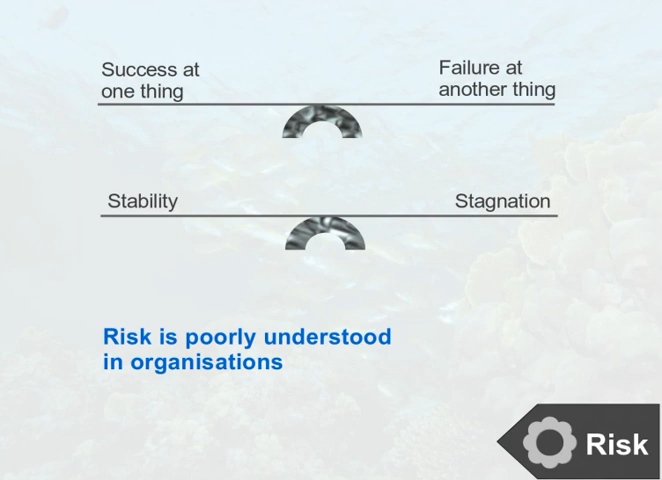 Success at
one thing
Failure at
another thing
Stability
Stagnation
Risk is poorly understood
in organisations
Risk